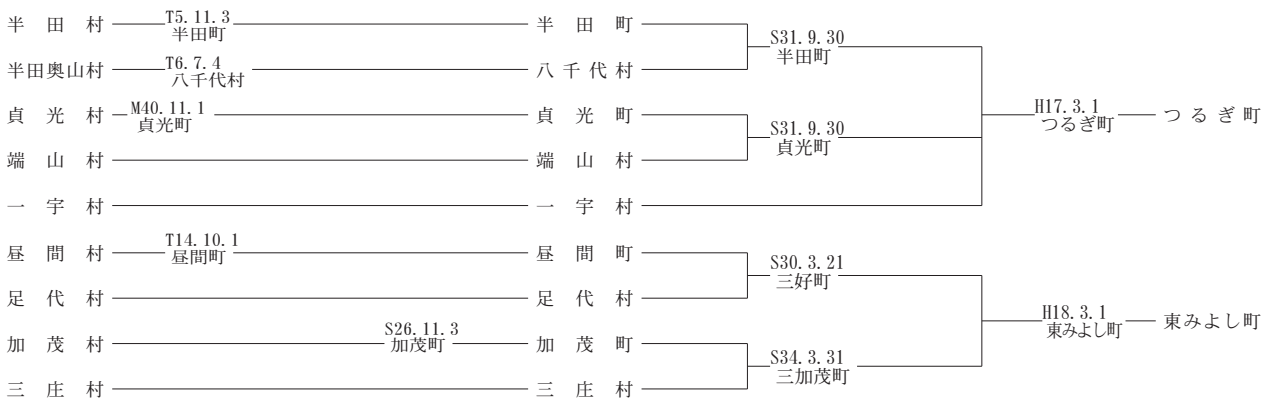 半田村 T5.11.3 半田町 半田町 S31.9.30 半田町
半田奥山村 T6.7.4 八千代村 八千代村
貞光村 M40.11.1 貞光町 貞光町 S31.9.30 貞光町 H17.3.1 つるぎ町 つるぎ町
端山村 端山村
一宇村 一宇村
昼間村 T14.10.1 昼間町 昼間町 S30.3.21 三好町
足代村 足代村 H18.3.1 東みよし町 東みよし町
加茂村 S26.11.3 加茂町 加茂町 S34.3.31 三加茂町
三庄村 三庄村